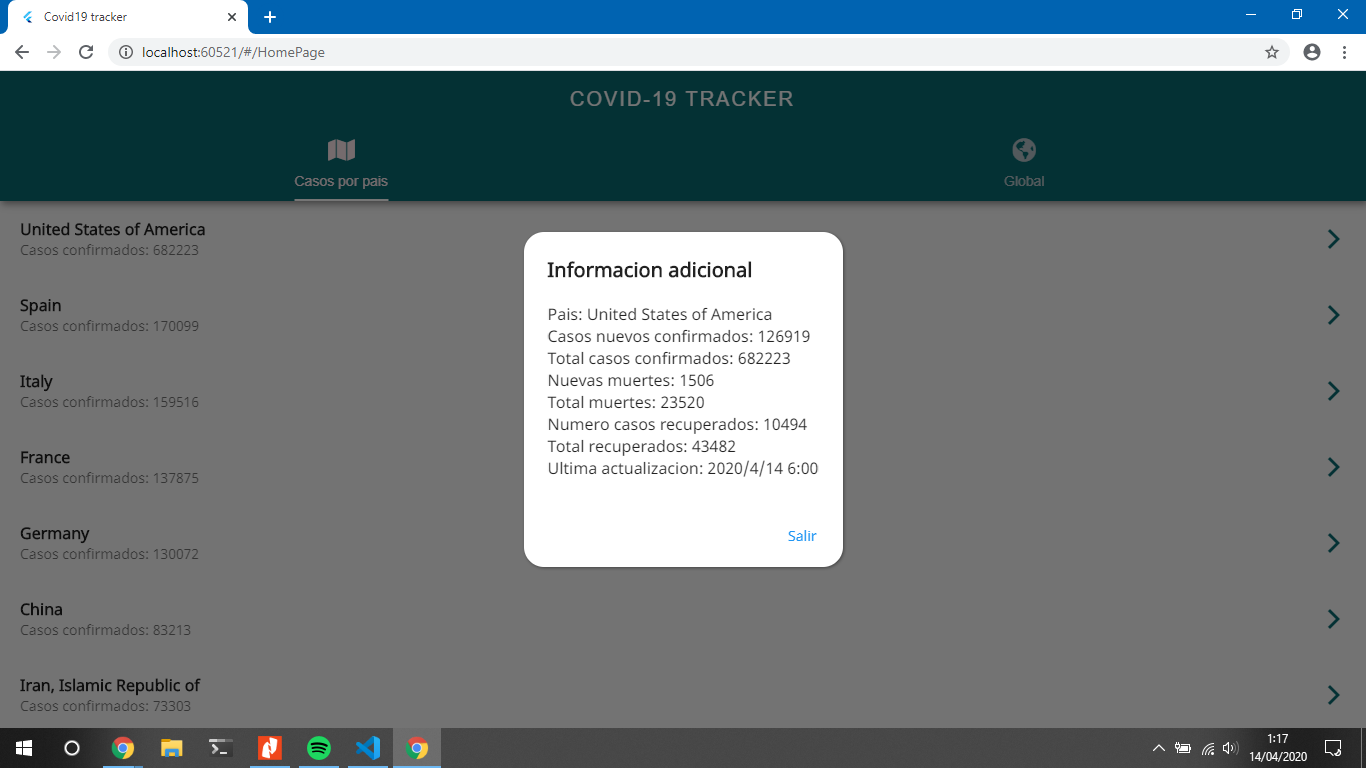 Covid19 tracker
localhost:60521/#/HomePage
COVID-19 TRACKER
Casos por pais
Global
United States of America
Casos confirmados: 682223
Spain
Casos confirmados: 170099
Italy
Casos confirmados: 159516
France
Casos confirmados: 137875
Germany
Casos confirmados: 130072
China
Casos confirmados: 83213
Iran, Islamic Republic of
Casos confirmados: 73303
Informacion adicional
Pais: United States of America
Casos nuevos confirmados: 126919
Total casos confirmados: 682223
Nuevas muertes: 1506
Total muertes: 23520
Numero casos recuperados: 10494
Total recuperados: 43482
Ultima actualizacion: 2020/4/14 6:00
Salir
1:17
14/04/2020